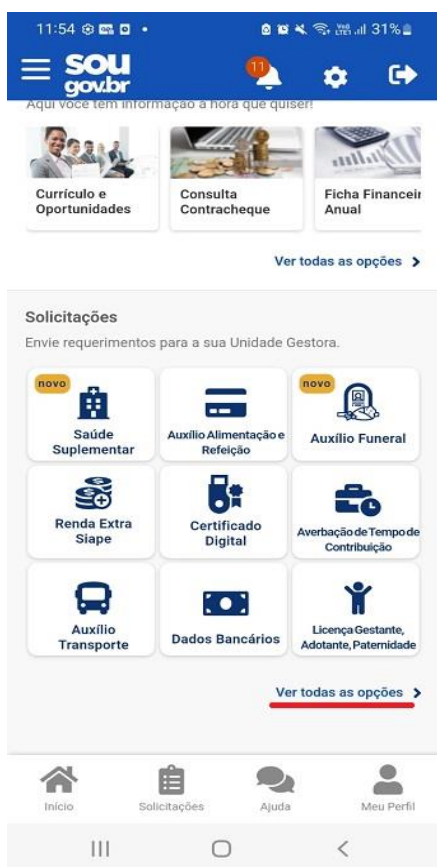 11:54
31%
sou
gov.br
11
Aqui você tem informação a hora que quiser!
Currículo e
Oportunidades
Consulta
Contracheque
Ficha Financeir
Anual
Ver todas as opções
Solicitações
Envie requerimentos para a sua Unidade Gestora.
novo
Saúde
Suplementar
Auxílio Alimentação e
Refeição
novo
Auxílio Funeral
Renda Extra
Siape
Certificado
Digital
Averbação de Tempo de
Contribuição
Auxílio
Transporte
Dados Bancários
Licença Gestante,
Adotante, Paternidade
Ver todas as opções
Início
Solicitações
Ajuda
Meu Perfil